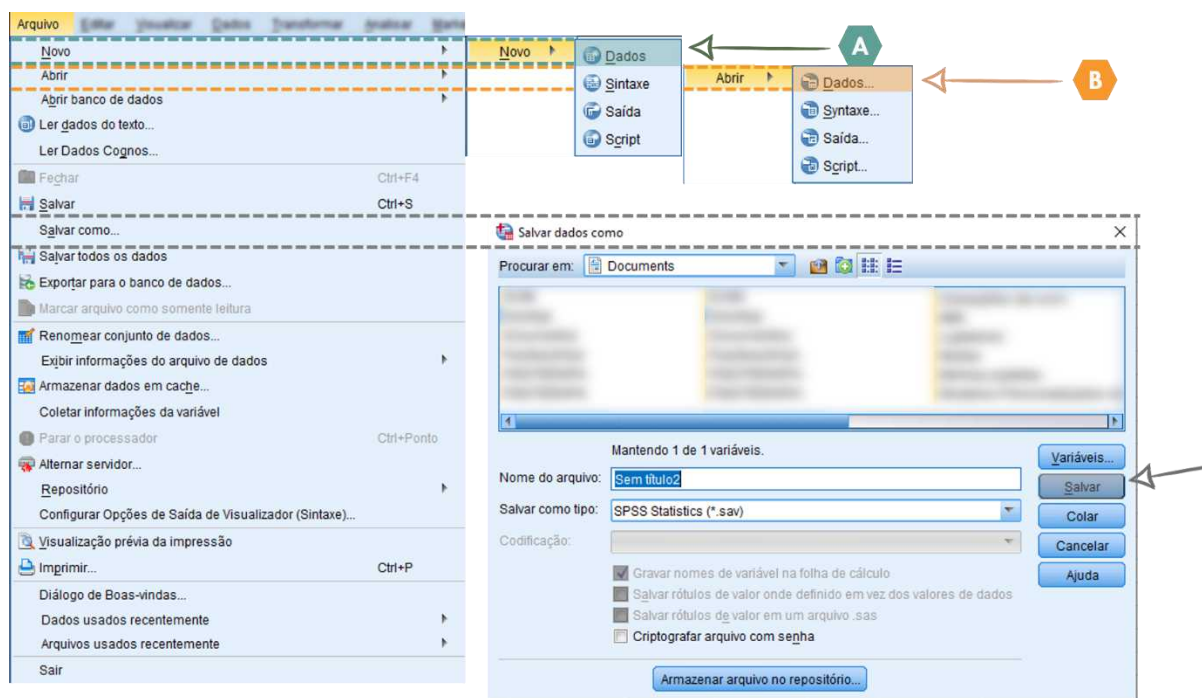 Arquivo Editar Visualizar Dados Transformar Analisar
Novo
Abrir
Abrir banco de dados
Ler dados do texto...
Ler Dados Cognos...
Fechar Ctrl+F4
Salvar Ctrl+S
Salvar como...
Salvar todos os dados
Exportar para o banco de dados...
Marcar arquivo como somente leitura
Renomear conjunto de dados...
Exibir informações do arquivo de dados
Armazenar dados em cache...
Coletar informações da variável
Parar o processador Ctrl+Ponto
Alternar servidor...
Repositório
Configurar Opções de Saída de Visualizador (Sintaxe)...
Visualização prévia da impressão
Imprimir... Ctrl+P
Diálogo de Boas-vindas...
Dados usados recentemente
Arquivos usados recentemente
Sair
Novo
Dados
Sintaxe
Saída
Script
A
Abrir
Dados...
Syntaxe...
Saída...
Script...
B
Salvar dados como
Procurar em: Documents
Mantendo 1 de 1 variáveis.
Nome do arquivo: Sem título2
Salvar como tipo: SPSS Statistics (*.sav)
Codificação:
Gravar nomes de variável na folha de cálculo
Salvar rótulos de valor onde definido em vez dos valores de dados
Salvar rótulos de valor em um arquivo .sas
Criptografar arquivo com senha
Variáveis...
Salvar
Colar
Cancelar
Ajuda
Armazenar arquivo no repositório...